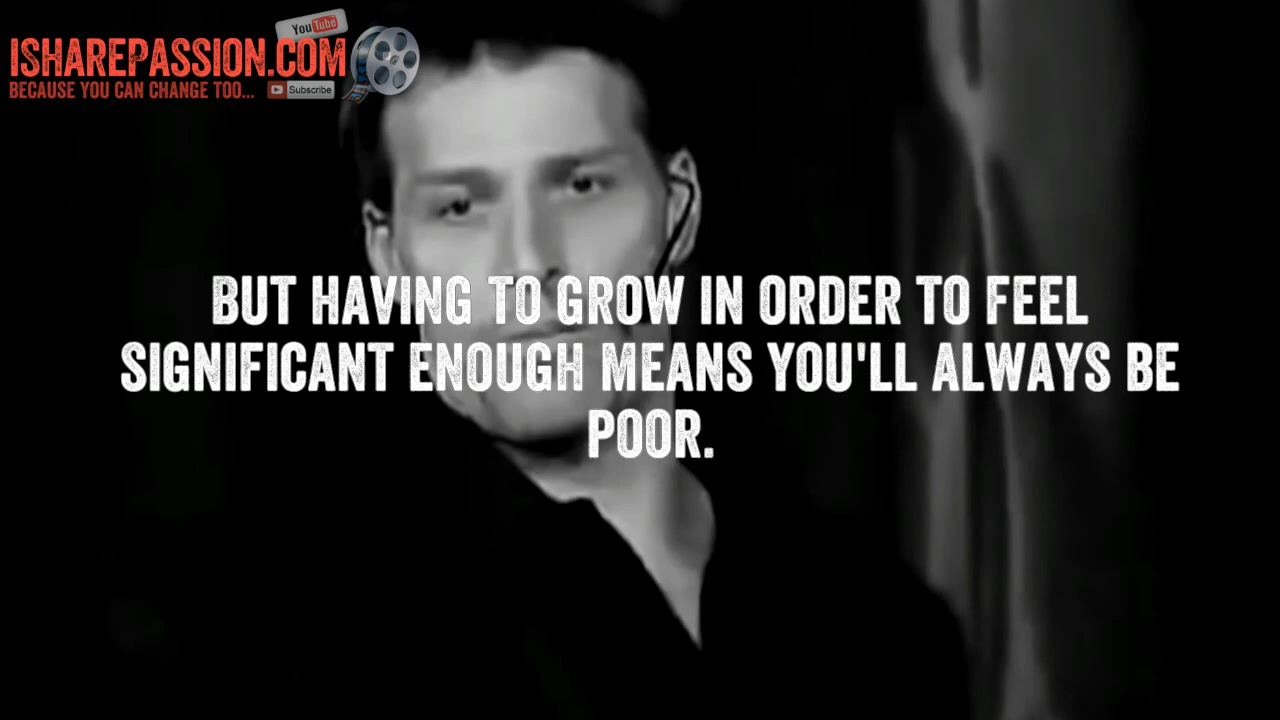 YouTube
ISHAREPASSION.COM
BECAUSE YOU CAN CHANGE TOO...
Subscribe
BUT HAVING TO GROW IN ORDER TO FEEL
SIGNIFICANT ENOUGH MEANS YOU'LL ALWAYS BE
POOR.